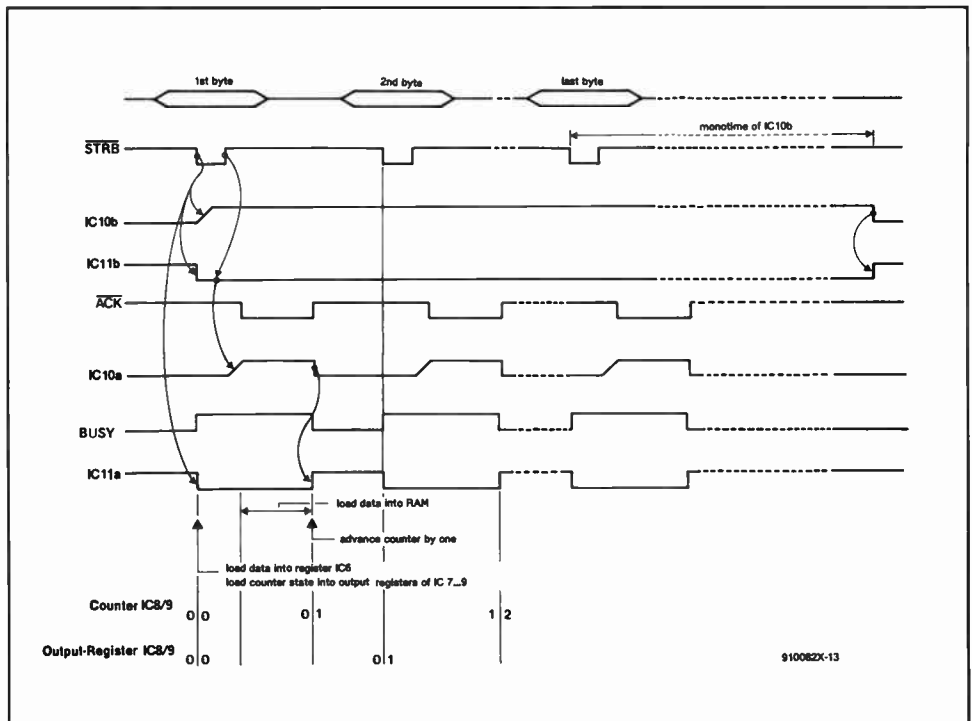 1st byte
2nd byte
last byte
monotime of IC10b
STRB
IC10b
IC11b
ACK
IC10a
BUSY
IC11a
load data into RAM
advance counter by one
load data into register IC6
load counter state into output registers of IC 7...9
Counter IC8/9 0 0 0 1 1 2
Output-Register IC8/9 0 0 0 1
910082X-13